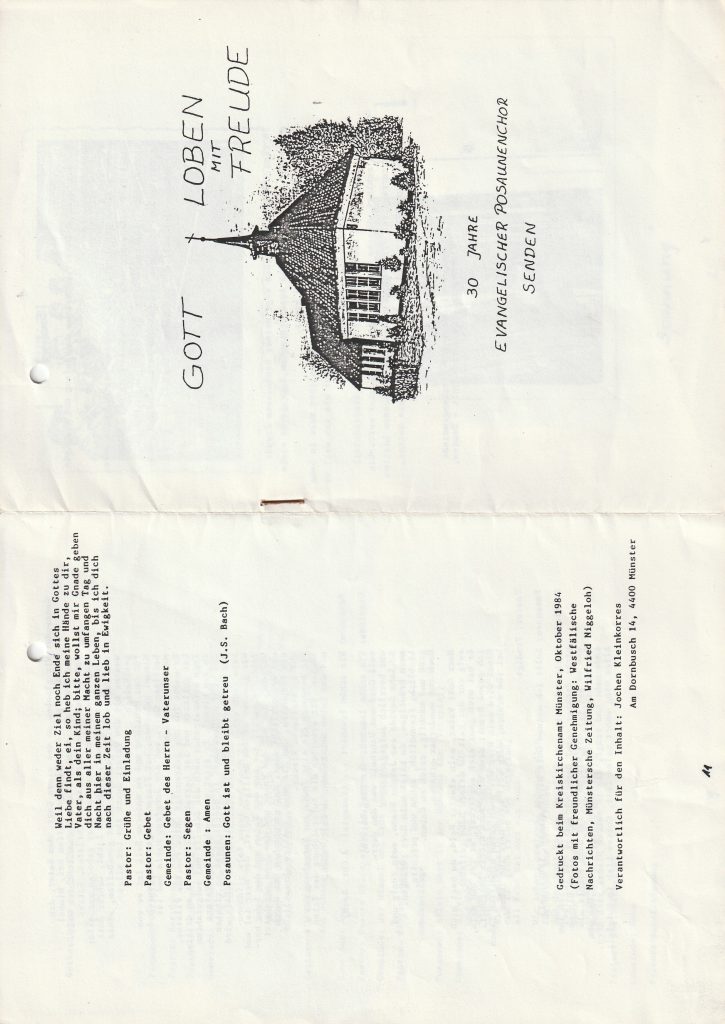 GOTT LOBEN
MIT
FREUDE
30 JAHRE
EVANGELISCHER POSAUNENCHOR
SENDEN
Weil denn weder Ziel noch Ende sich in Gottes
Liebe findt, ei, so heb ich meine Hände zu dir,
Vater, als dein Kind; bitte, wollst mir Gnade geben
dich aus aller meiner Macht zu umfangen Tag und
Nacht hier in meinem ganzen Leben, bis ich dich
nach dieser Zeit lob und lieb in Ewigkeit.
Pastor: Grüße und Einladung
Pastor: Gebet
Gemeinde: Gebet des Herrn - Vaterunser
Pastor: Segen
Gemeinde : Amen
Posaunen: Gott ist und bleibt getreu (J.S. Bach)
Gedruckt beim Kreiskirchenamt Münster, Oktober 1984
(Fotos mit freundlicher Genehmigung: Westfälische
Nachrichten, Münstersche Zeitung, Wilfried Niggeloh)
Verantwortlich für den Inhalt: Jochen Kleinkorres
Am Dornbusch 14, 4400 Münster
11